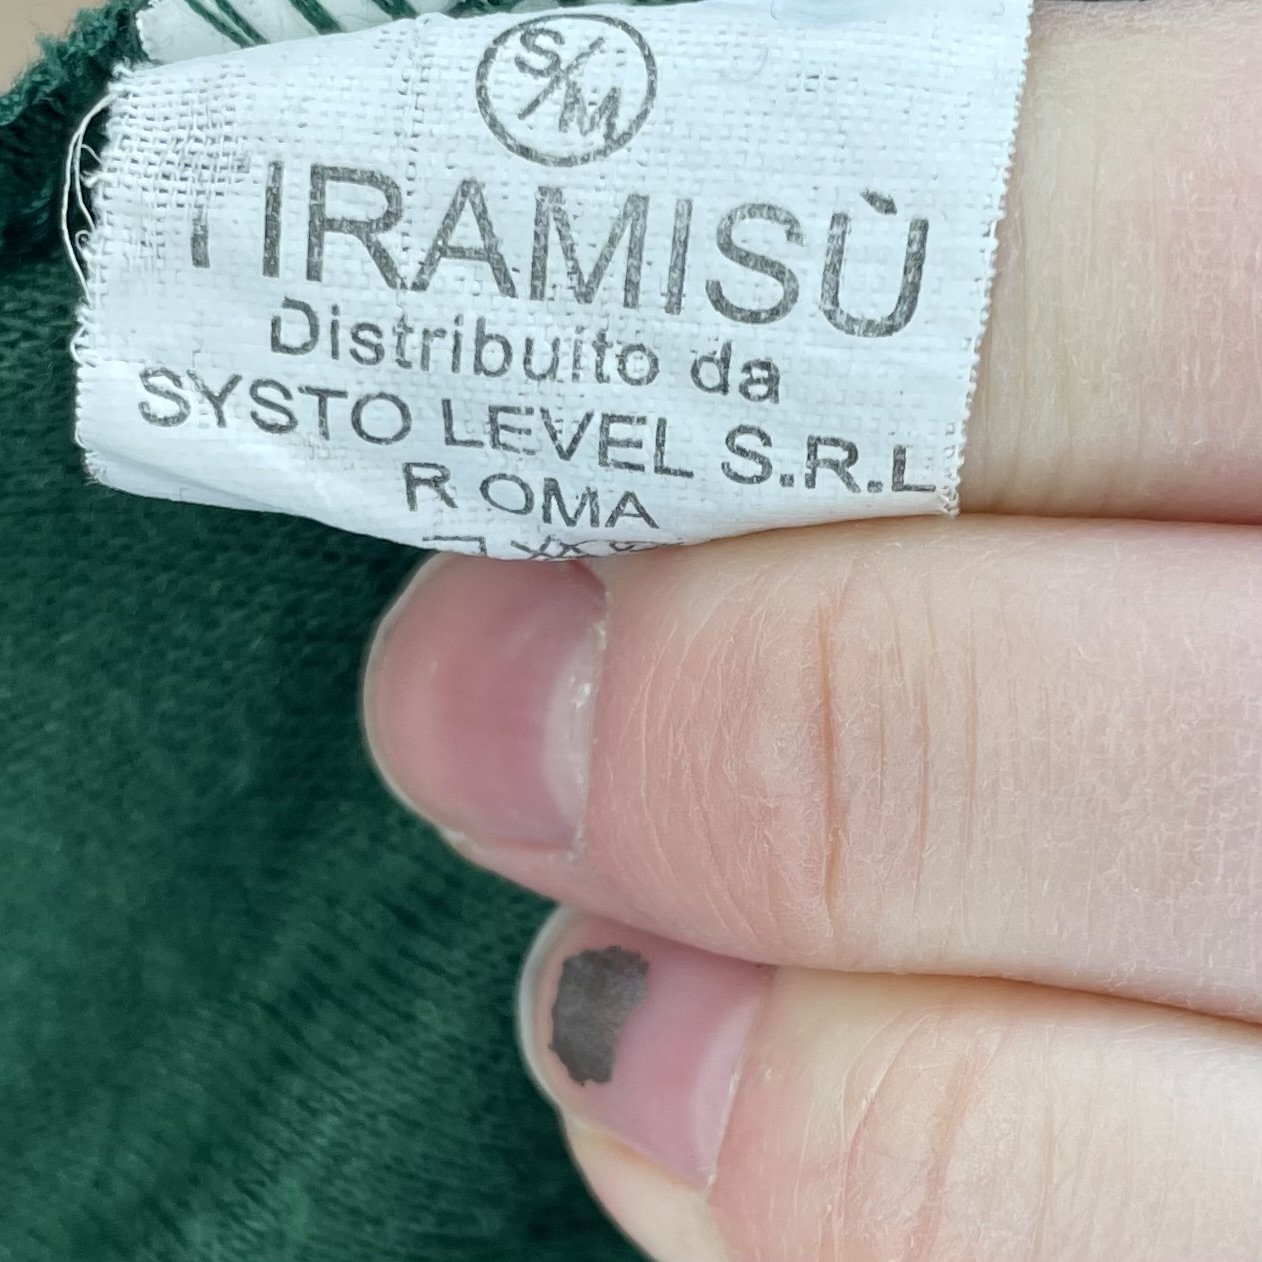 S/M
TIRAMISÙ
Distribuito da
SYSTO LEVEL S.R.L
ROMA